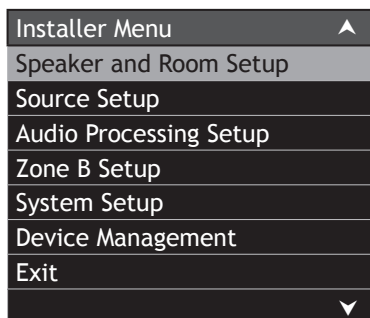 Installer Menu
Speaker and Room Setup
Source Setup
Audio Processing Setup
Zone B Setup
System Setup
Device Management
Exit